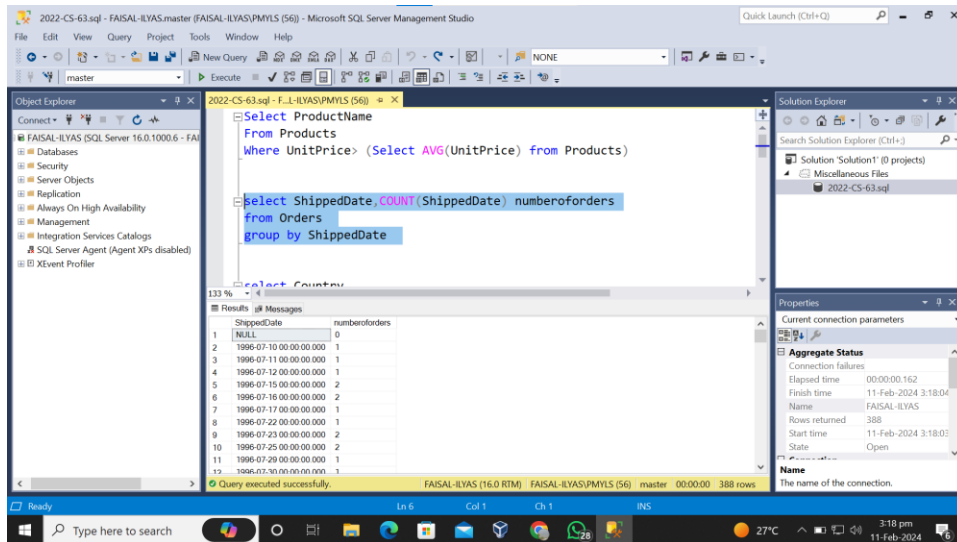 2022-CS-63.sql - FAISAL-ILYAS.master (FAISAL-ILYAS\PMYLS (56)) - Microsoft SQL Server Management Studio
Quick Launch (Ctrl+Q)
File Edit View Query Project Tools Window Help
New Query
NONE
master
Execute
Object Explorer
Connect
FAISAL-ILYAS (SQL Server 16.0.1000.6 - FAI
Databases
Security
Server Objects
Replication
Always On High Availability
Management
Integration Services Catalogs
SQL Server Agent (Agent XPs disabled)
XEvent Profiler
2022-CS-63.sql - F...L-ILYAS\PMYLS (56))
Select ProductName
From Products
Where UnitPrice> (Select AVG(UnitPrice) from Products)
select ShippedDate,COUNT(ShippedDate) numberoforders
from Orders
group by ShippedDate
select Country
133 %
Results Messages
ShippedDate numberoforders
1 NULL 0
2 1996-07-10 00:00:00.000 1
3 1996-07-11 00:00:00.000 1
4 1996-07-12 00:00:00.000 1
5 1996-07-15 00:00:00.000 2
6 1996-07-16 00:00:00.000 2
7 1996-07-17 00:00:00.000 1
8 1996-07-22 00:00:00.000 1
9 1996-07-23 00:00:00.000 2
10 1996-07-25 00:00:00.000 2
11 1996-07-29 00:00:00.000 1
12 1996-07-30 00:00:00.000 1
Query executed successfully.
FAISAL-ILYAS (16.0 RTM) FAISAL-ILYAS\PMYLS (56) master 00:00:00 388 rows
Solution Explorer
Search Solution Explorer (Ctrl+;)
Solution 'Solution1' (0 projects)
Miscellaneous Files
2022-CS-63.sql
Properties
Current connection parameters
Aggregate Status
Connection failures
Elapsed time 00:00:00.162
Finish time 11-Feb-2024 3:18:04
Name FAISAL-ILYAS
Rows returned 388
Start time 11-Feb-2024 3:18:03
State Open
Connection
Name
The name of the connection.
Ready
Ln 6 Col 1 Ch 1 INS
Type here to search
28
27°C
3:18 pm
11-Feb-2024
6